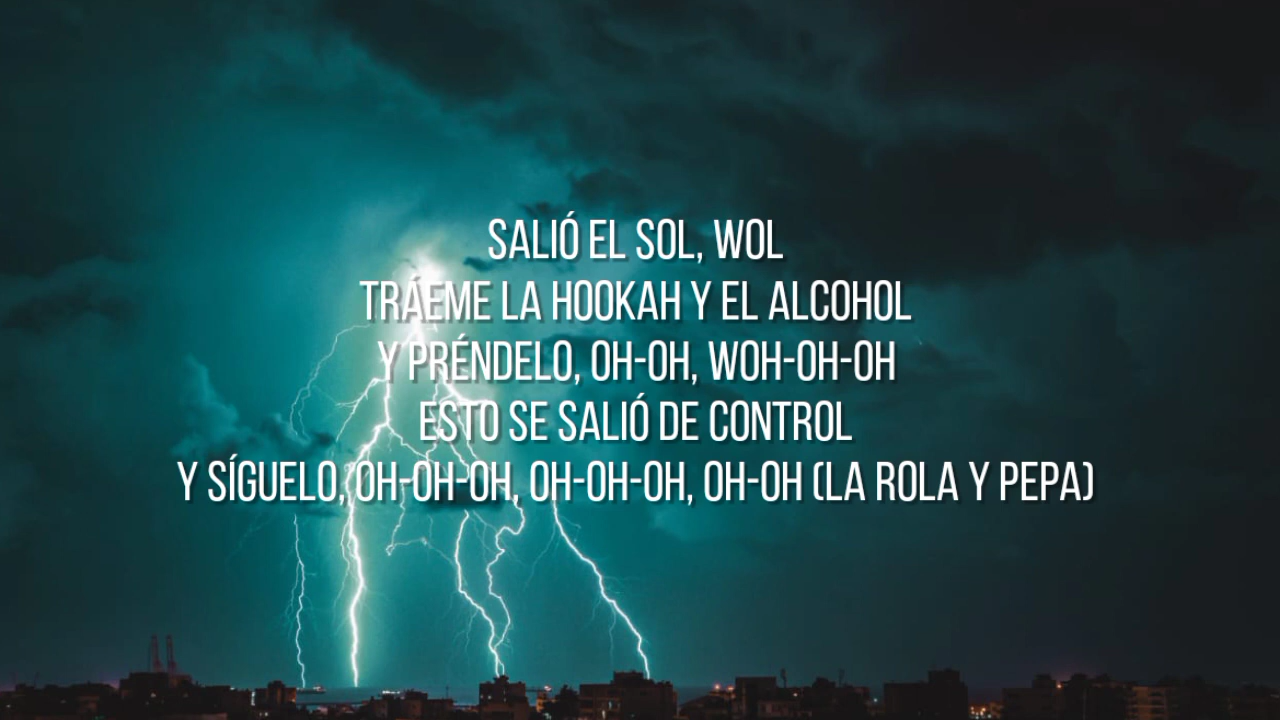 SALIÓ EL SOL, WOL
TRÁEME LA HOOKAH Y EL ALCOHOL
Y PRÉNDELO, OH-OH, WOH-OH-OH
ESTO SE SALIÓ DE CONTROL
Y SÍGUELO, OH-OH-OH, OH-OH-OH, OH-OH (LA ROLA Y PEPA)